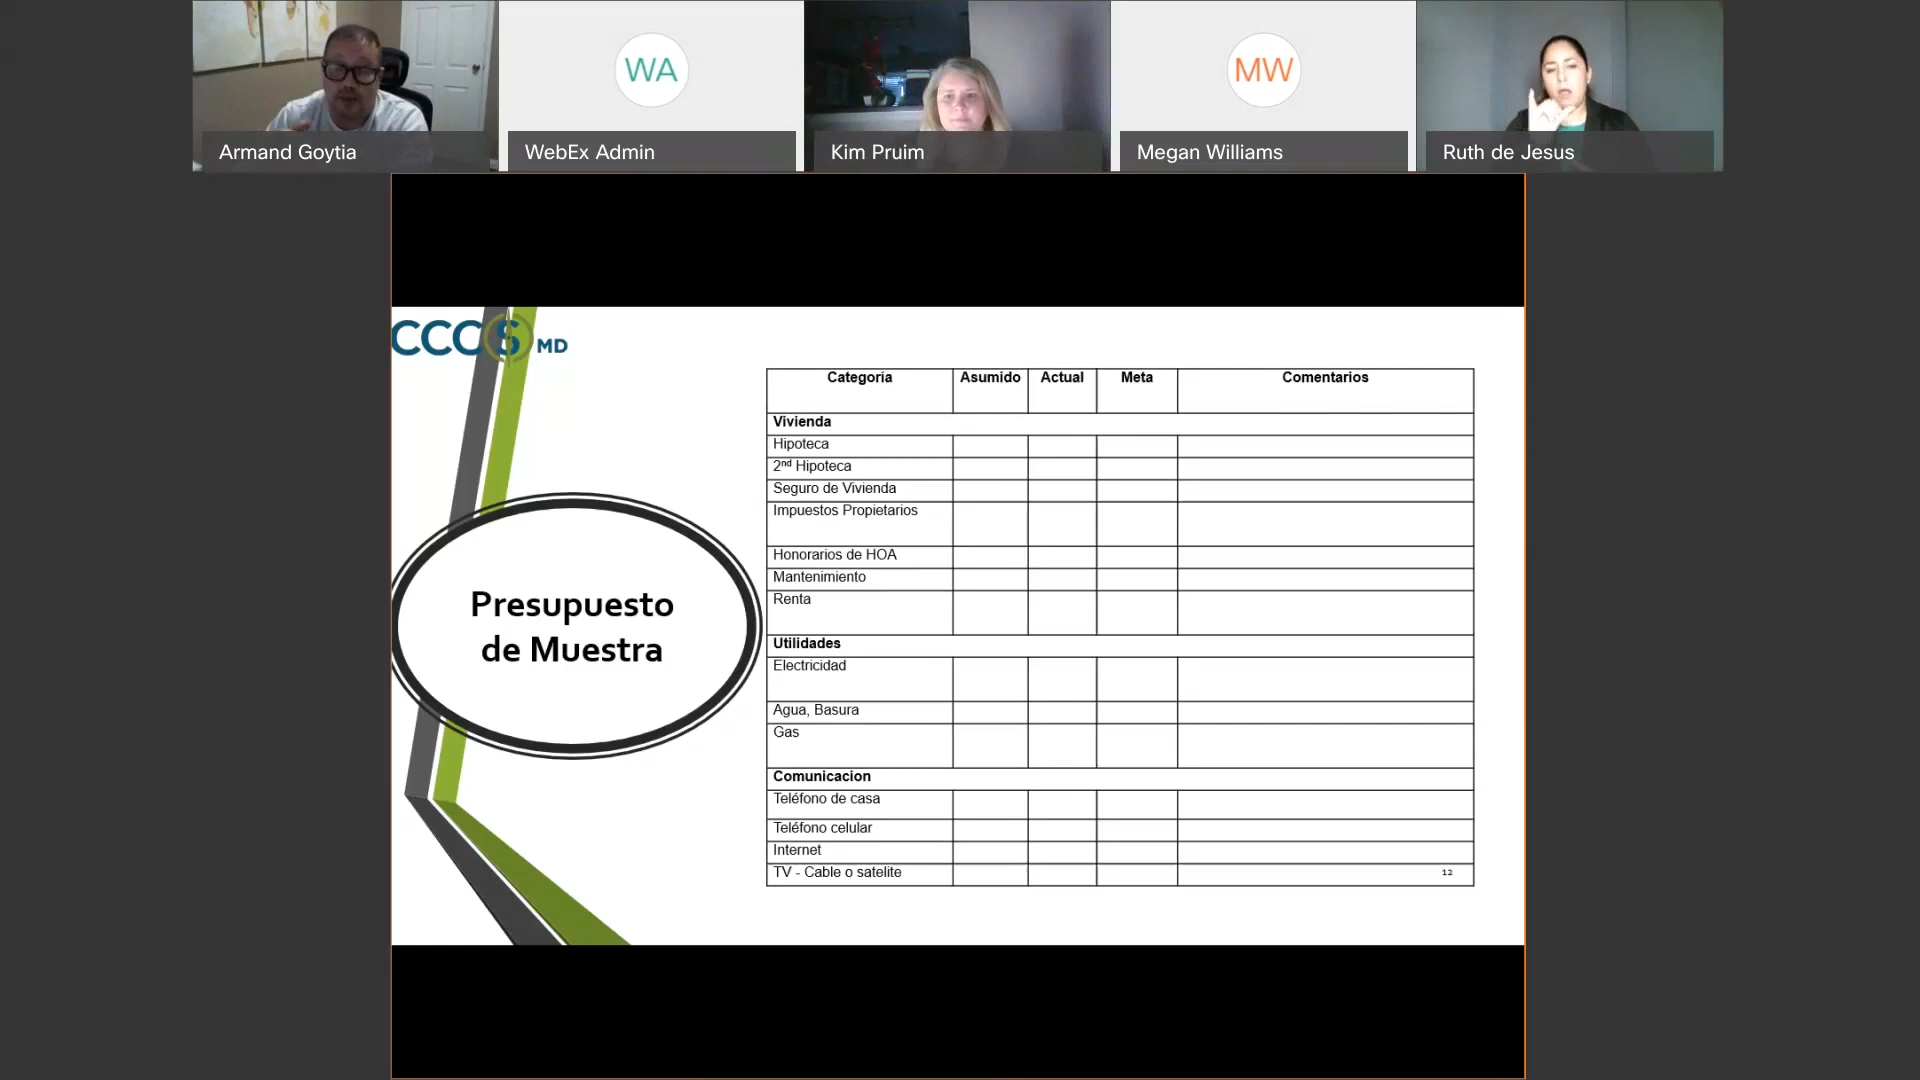 WA
MW
Armand Goytia
WebEx Admin
Kim Pruim
Megan Williams
Ruth de Jesus
CCCS MD
Presupuesto
de Muestra
Categoría Asumido Actual Meta Comentarios
Vivienda
Hipoteca
2nd Hipoteca
Seguro de Vivienda
Impuestos Propietarios
Honorarios de HOA
Mantenimiento
Renta
Utilidades
Electricidad
Agua, Basura
Gas
Comunicacion
Teléfono de casa
Teléfono celular
Internet
TV - Cable o satelite
12